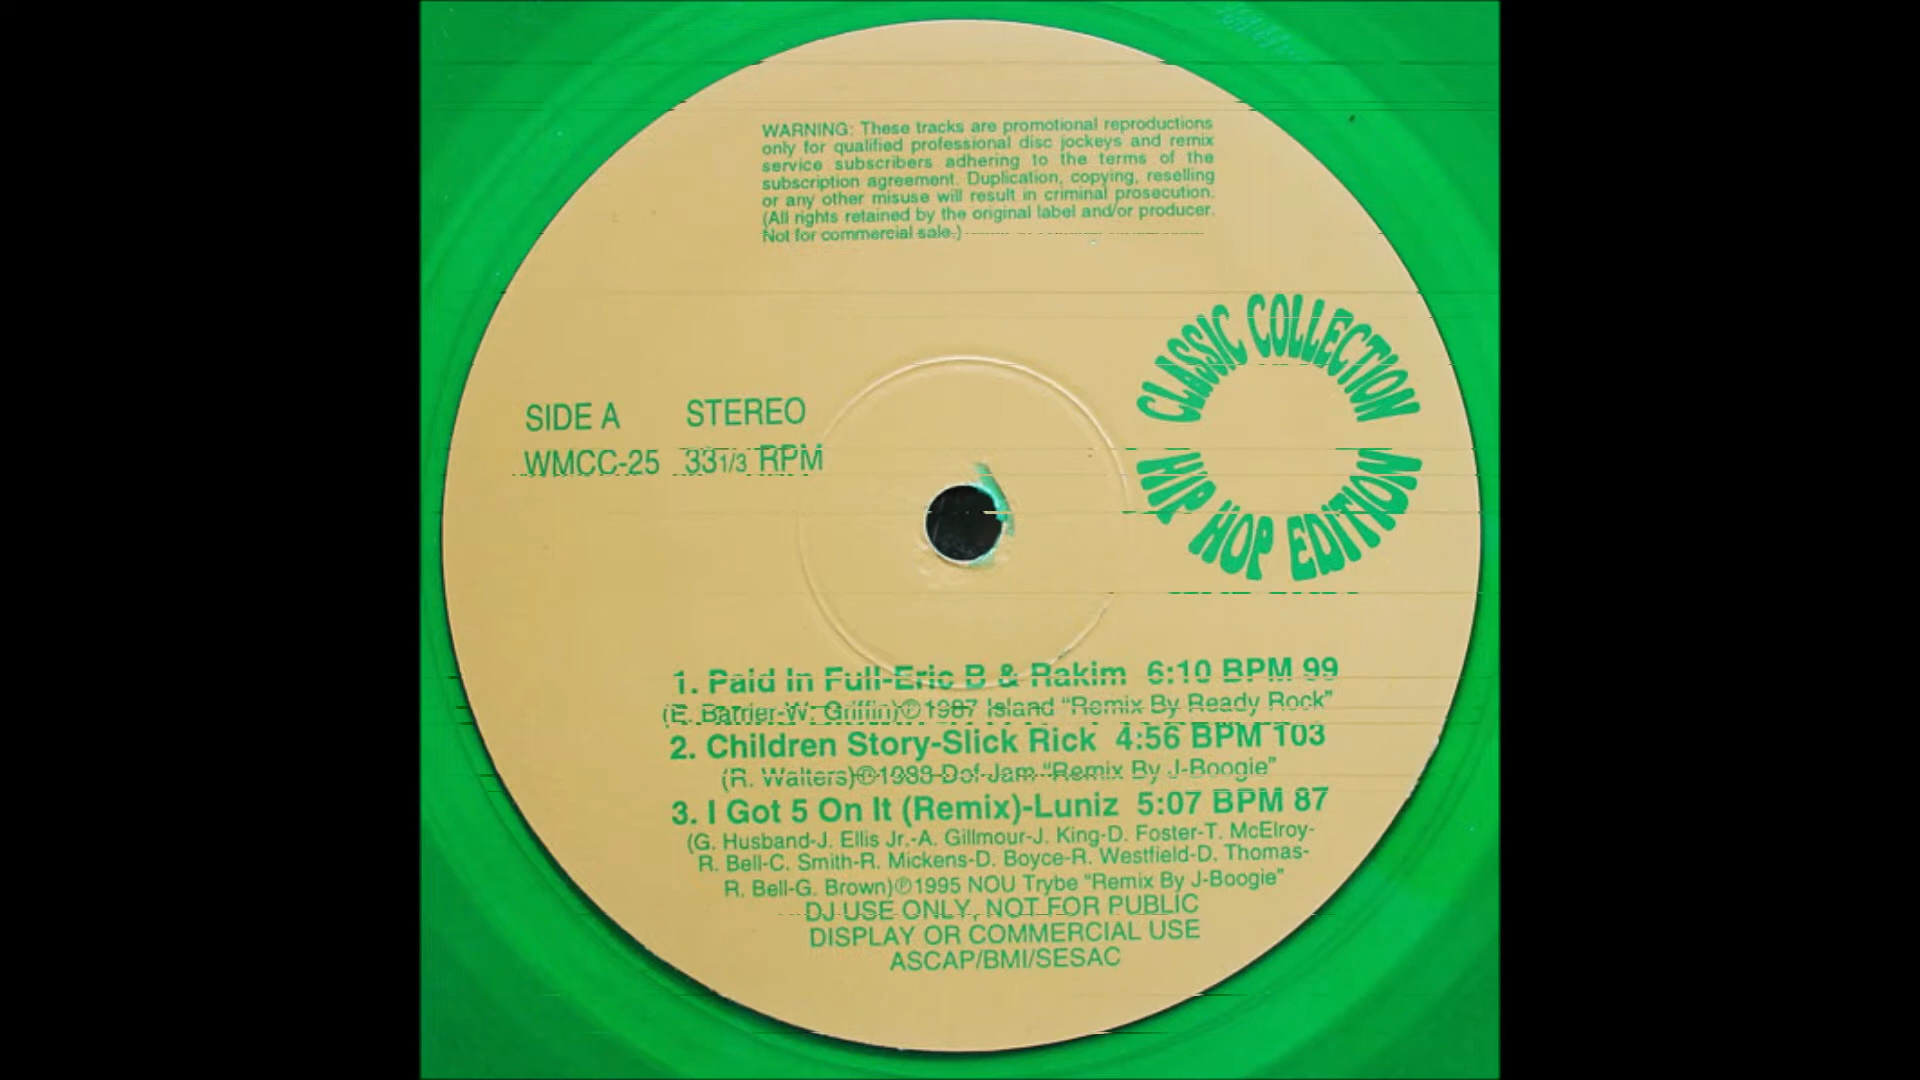 WARNING: These tracks are promotional reproductions
only for qualified professional disc jockeys and remix
service subscribers adhering to the terms of the
subscription agreement. Duplication, copying, reselling
or any other misuse will result in criminal prosecution.
(All rights retained by the original label and/or producer.
Not for commercial sale.)
CLASSIC COLLECTION
HIP HOP EDITION
SIDE A STEREO
WMCC-25 33 1/3 RPM
1. Paid In Full-Eric B & Rakim 6:10 BPM 99
(E. Barrier-W. Griffin)℗1987 Island “Remix By Ready Rock”
2. Children Story-Slick Rick 4:56 BPM 103
(R. Walters)℗1988 Def Jam “Remix By J-Boogie”
3. I Got 5 On It (Remix)-Luniz 5:07 BPM 87
(G. Husband-J. Ellis Jr.-A. Gillmour-J. King-D. Foster-T. McElroy-
R. Bell-C. Smith-R. Mickens-D. Boyce-R. Westfield-D. Thomas-
R. Bell-G. Brown)℗1995 NOU Trybe “Remix By J-Boogie”
DJ USE ONLY, NOT FOR PUBLIC
DISPLAY OR COMMERCIAL USE
ASCAP/BMI/SESAC